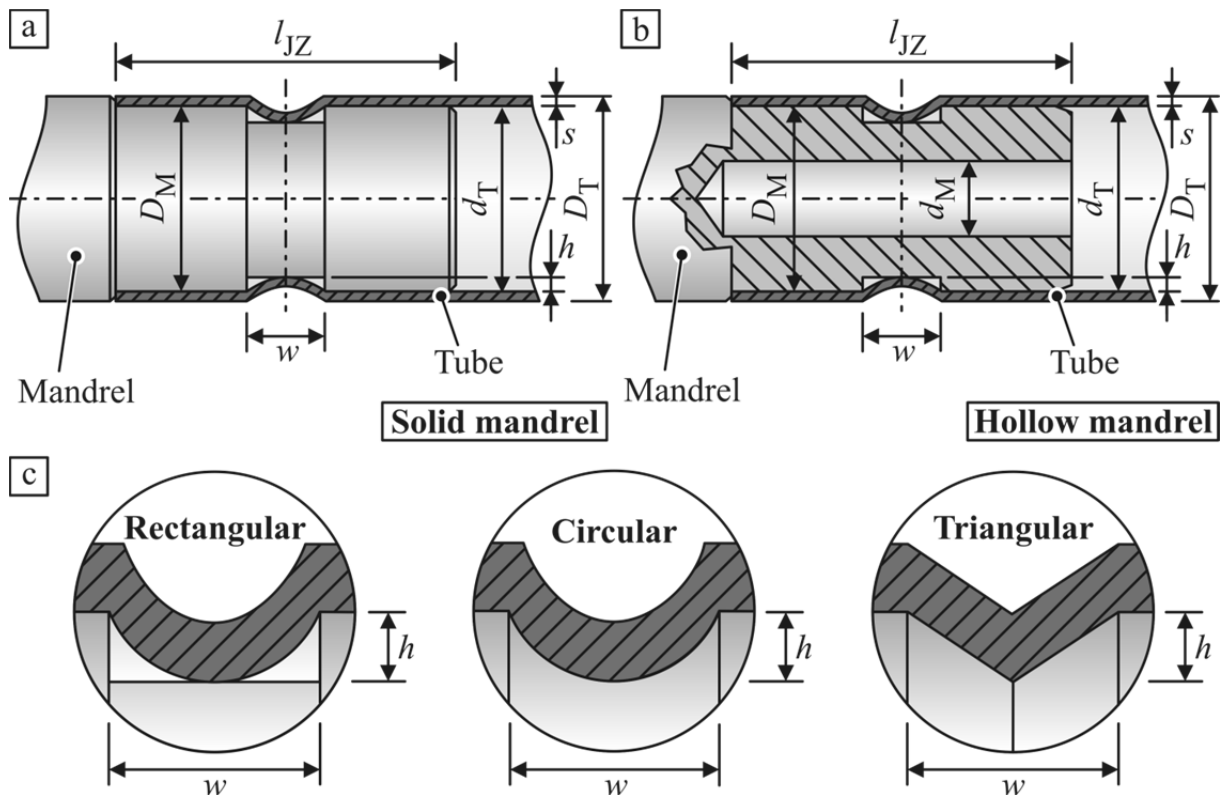 a
l_JZ
b
l_JZ
D_M
d_T
s
D_T
h
D_M
d_M
d_T
s
D_T
h
w
Tube
Mandrel
w
Tube
Mandrel
Solid mandrel
Hollow mandrel
c
Rectangular
Circular
Triangular
h
h
h
w
w
w